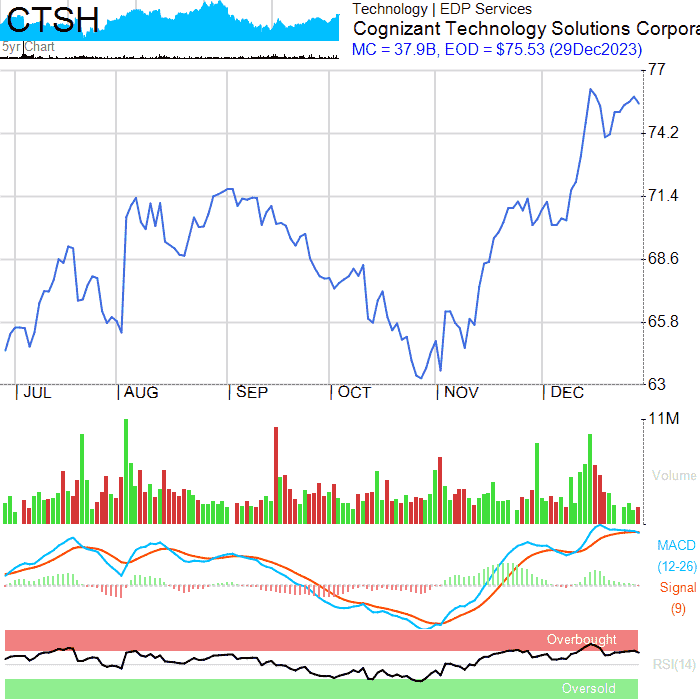 CTSH
5yr Chart
Technology | EDP Services
Cognizant Technology Solutions Corpora
MC = 37.9B, EOD = $75.53 (29Dec2023)
77
74.2
71.4
68.6
65.8
63
JUL
AUG
SEP
OCT
NOV
DEC
11M
Volume
MACD
(12-26)
Signal
(9)
Overbought
RSI(14)
Oversold